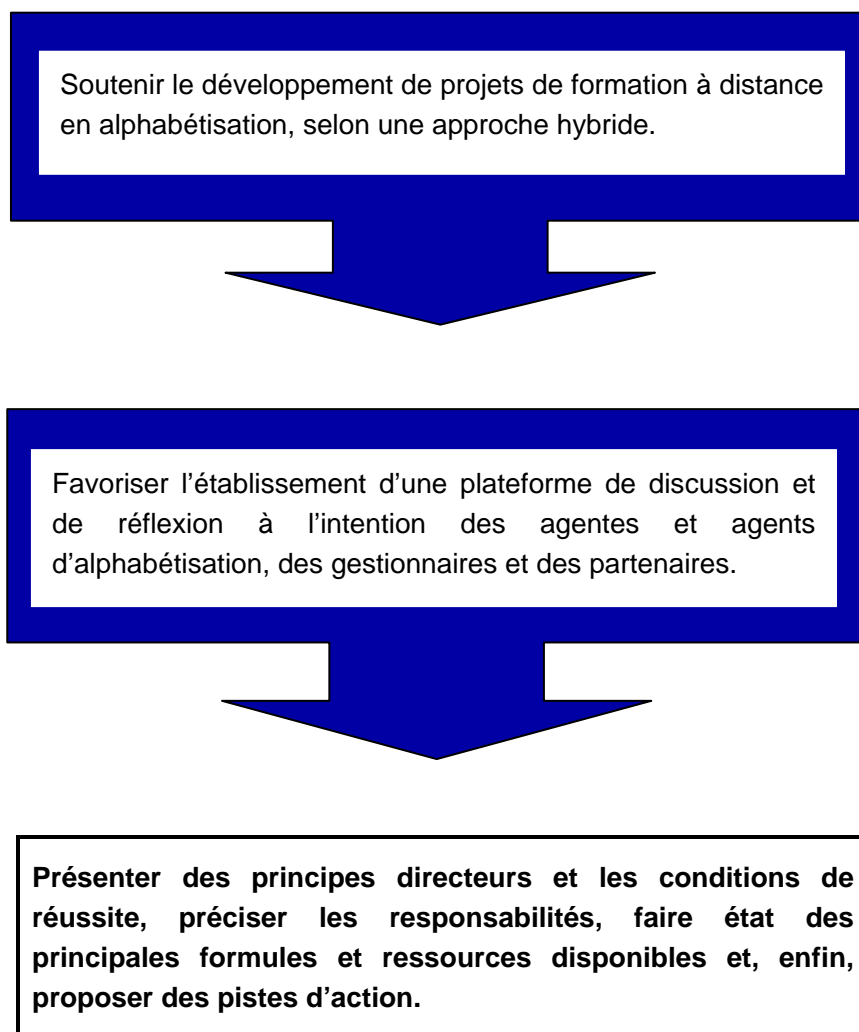 Soutenir le développement de projets de formation à distance
en alphabétisation, selon une approche hybride.
Favoriser l’établissement d’une plateforme de discussion et
de réflexion à l’intention des agentes et agents
d’alphabétisation, des gestionnaires et des partenaires.
Présenter des principes directeurs et les conditions de
réussite, préciser les responsabilités, faire état des
principales formules et ressources disponibles et, enfin,
proposer des pistes d’action.